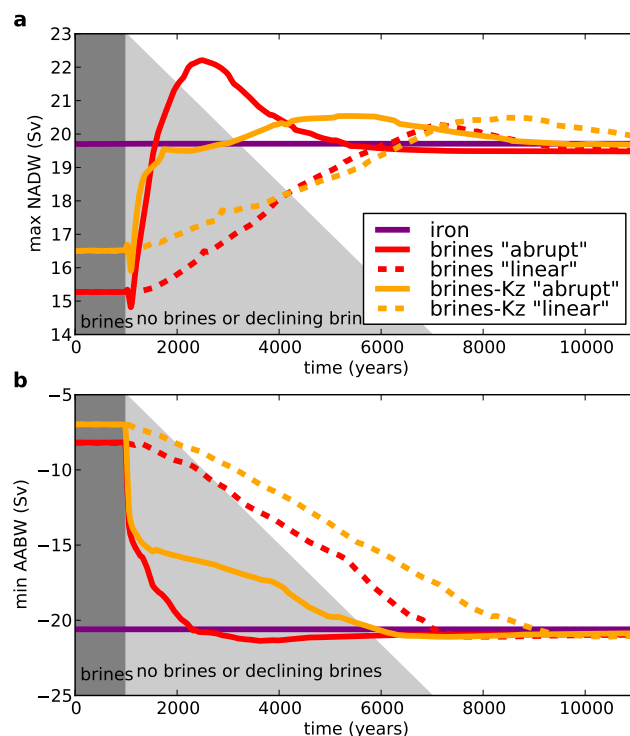 a
23
22
21
20
19
18
17
16
15
14
max NADW (Sv)
iron
brines "abrupt"
brines "linear"
brines-Kz "abrupt"
brines-Kz "linear"
brines
no brines or declining brin
0 2000 4000 6000 8000 10000
time (years)
b
−5
−10
−15
−20
−25
min AABW (Sv)
brines
no brines or declining brines
0 2000 4000 6000 8000 10000
time (years)